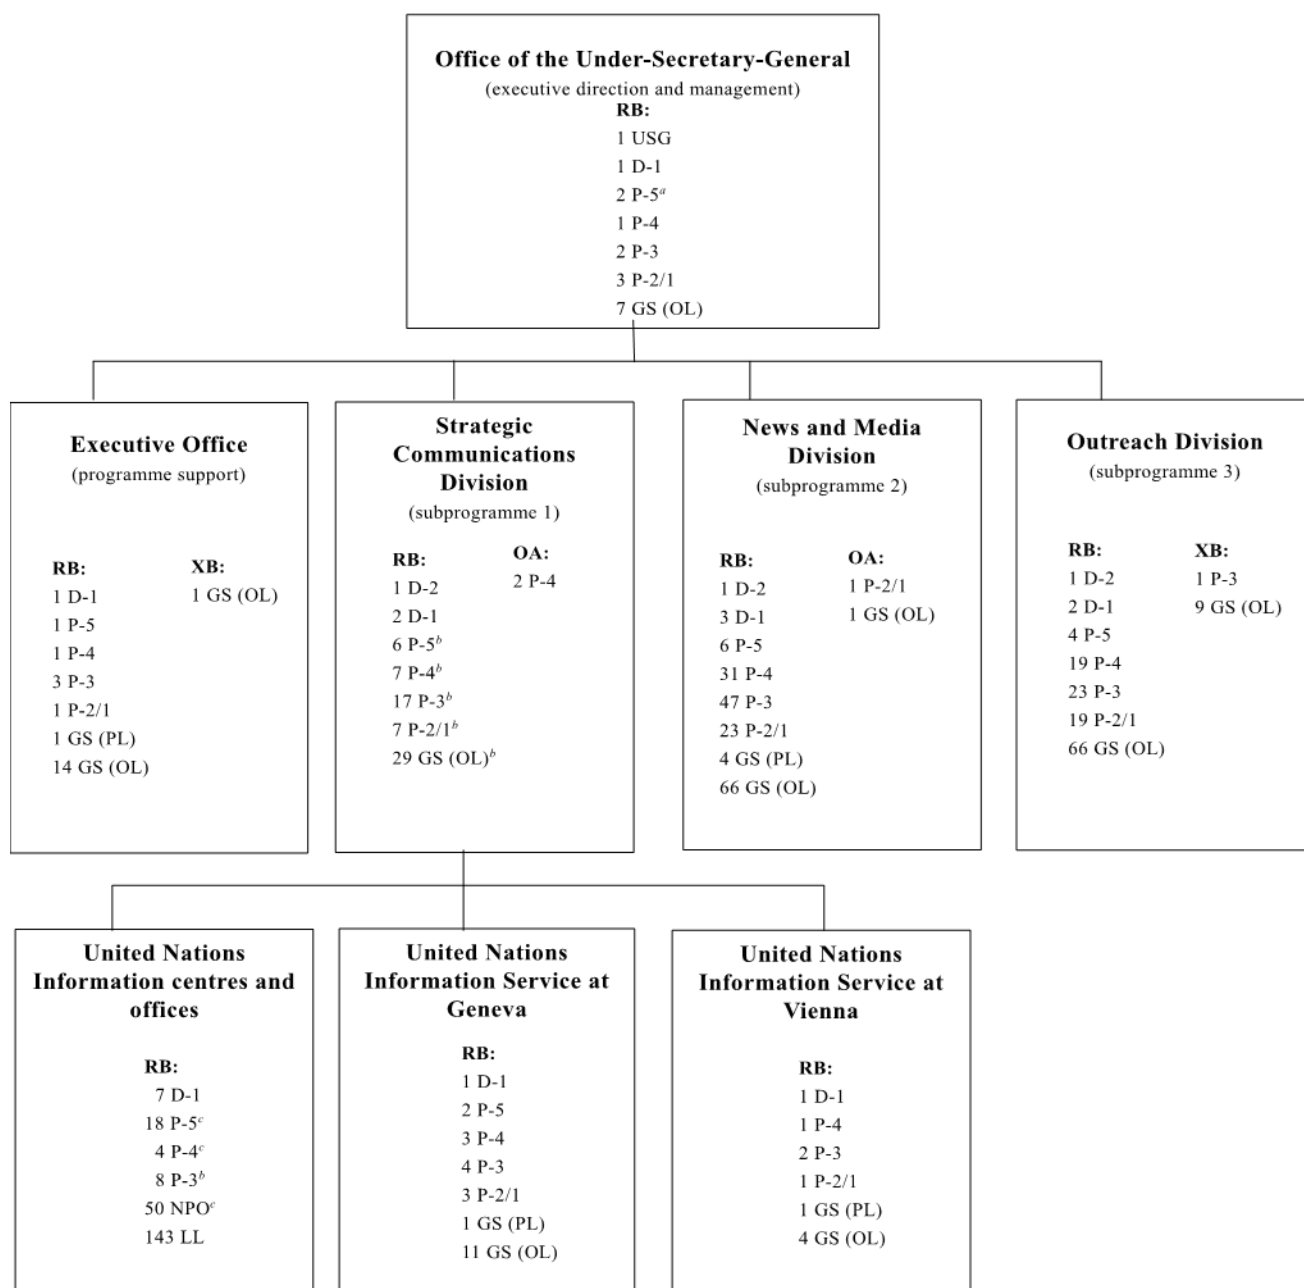 Office of the Under-Secretary-General
(executive direction and management)
RB:
1 USG
1 D-1
2 P-5ᵃ
1 P-4
2 P-3
3 P-2/1
7 GS (OL)
Executive Office
(programme support)
RB:
1 D-1
1 P-5
1 P-4
3 P-3
1 P-2/1
1 GS (PL)
14 GS (OL)
XB:
1 GS (OL)
Strategic
Communications
Division
(subprogramme 1)
RB:
1 D-2
2 D-1
6 P-5ᵇ
7 P-4ᵇ
17 P-3ᵇ
7 P-2/1ᵇ
29 GS (OL)ᵇ
OA:
2 P-4
News and Media
Division
(subprogramme 2)
RB:
1 D-2
3 D-1
6 P-5
31 P-4
47 P-3
23 P-2/1
4 GS (PL)
66 GS (OL)
OA:
1 P-2/1
1 GS (OL)
Outreach Division
(subprogramme 3)
RB:
1 D-2
2 D-1
4 P-5
19 P-4
23 P-3
19 P-2/1
66 GS (OL)
XB:
1 P-3
9 GS (OL)
United Nations
Information centres and
offices
RB:
7 D-1
18 P-5ᶜ
4 P-4ᶜ
8 P-3ᵇ
50 NPOᶜ
143 LL
United Nations
Information Service at
Geneva
RB:
1 D-1
2 P-5
3 P-4
4 P-3
3 P-2/1
1 GS (PL)
11 GS (OL)
United Nations
Information Service at
Vienna
RB:
1 D-1
1 P-4
2 P-3
1 P-2/1
1 GS (PL)
4 GS (OL)